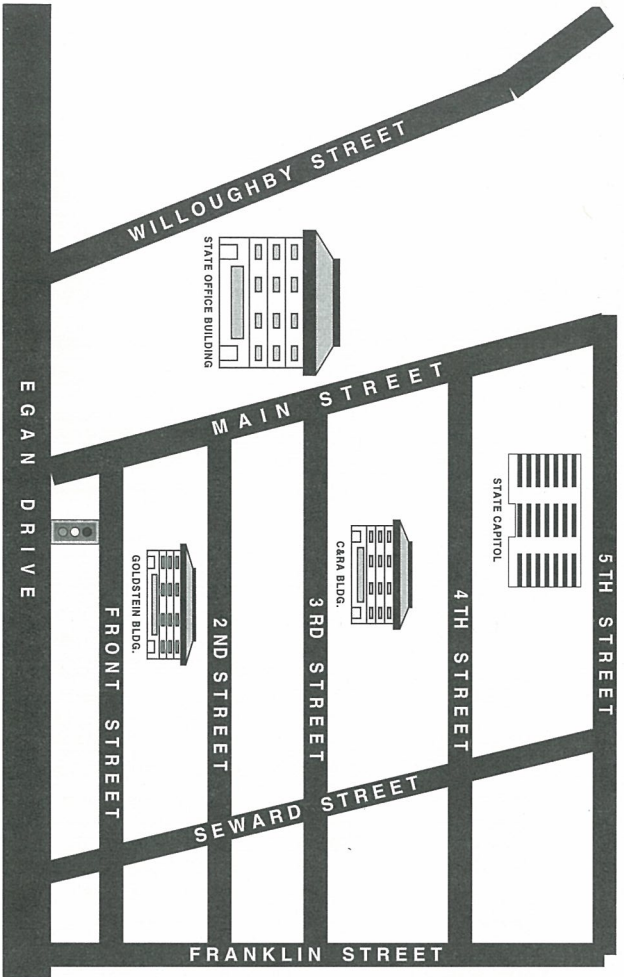 WILLOUGHBY STREET
STATE OFFICE BUILDING
EGAN DRIVE
MAIN STREET
STATE CAPITOL
C&RA BLDG.
GOLDSTEIN BLDG.
5TH STREET
4TH STREET
3RD STREET
2ND STREET
FRONT STREET
SEWARD STREET
FRANKLIN STREET